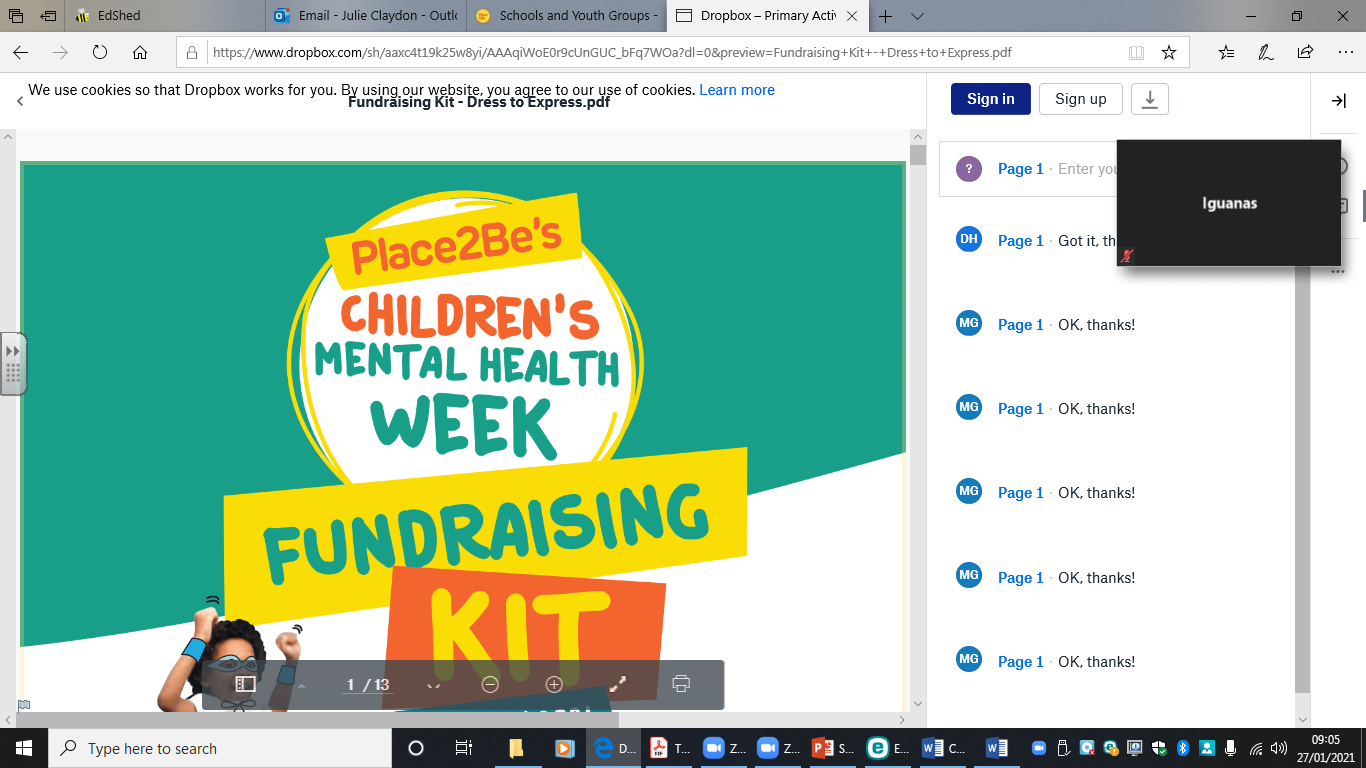 EdShed
Email - Julie Claydon - Outlo
Schools and Youth Groups -
Dropbox – Primary Activ
https://www.dropbox.com/sh/aaxc4t19k25w8yi/AAAqiWoE0r9cUnGUC_bFq7WOa?dl=0&preview=Fundraising+Kit+-+Dress+to+Express.pdf
We use cookies so that Dropbox works for you. By using our website, you agree to our use of cookies. Learn more
Fundraising Kit - Dress to Express.pdf
Sign in
Sign up
? Page 1 · Enter you
Iguanas
DH Page 1 · Got it, th
MG Page 1 · OK, thanks!
MG Page 1 · OK, thanks!
MG Page 1 · OK, thanks!
MG Page 1 · OK, thanks!
MG Page 1 · OK, thanks!
Place2Be's
CHILDREN'S
MENTAL HEALTH
WEEK
FUNDRAISING
KIT
1 / 13
Type here to search
D...
T...
Z...
Z...
S...
E...
C...
09:05
27/01/2021